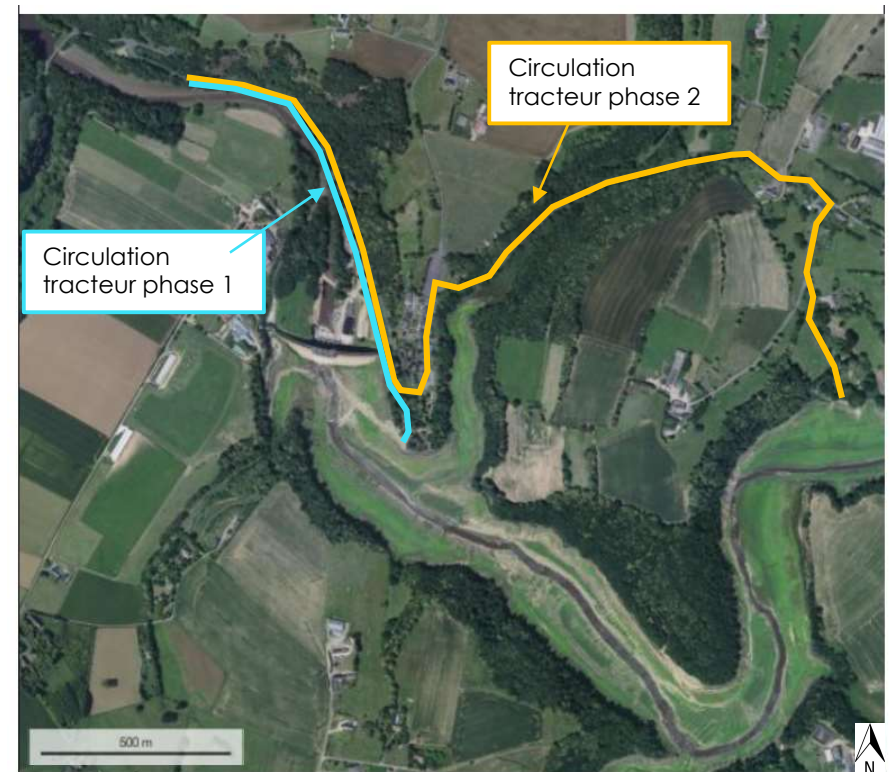 Circulation
tracteur phase 2
Circulation
tracteur phase 1
500 m
N